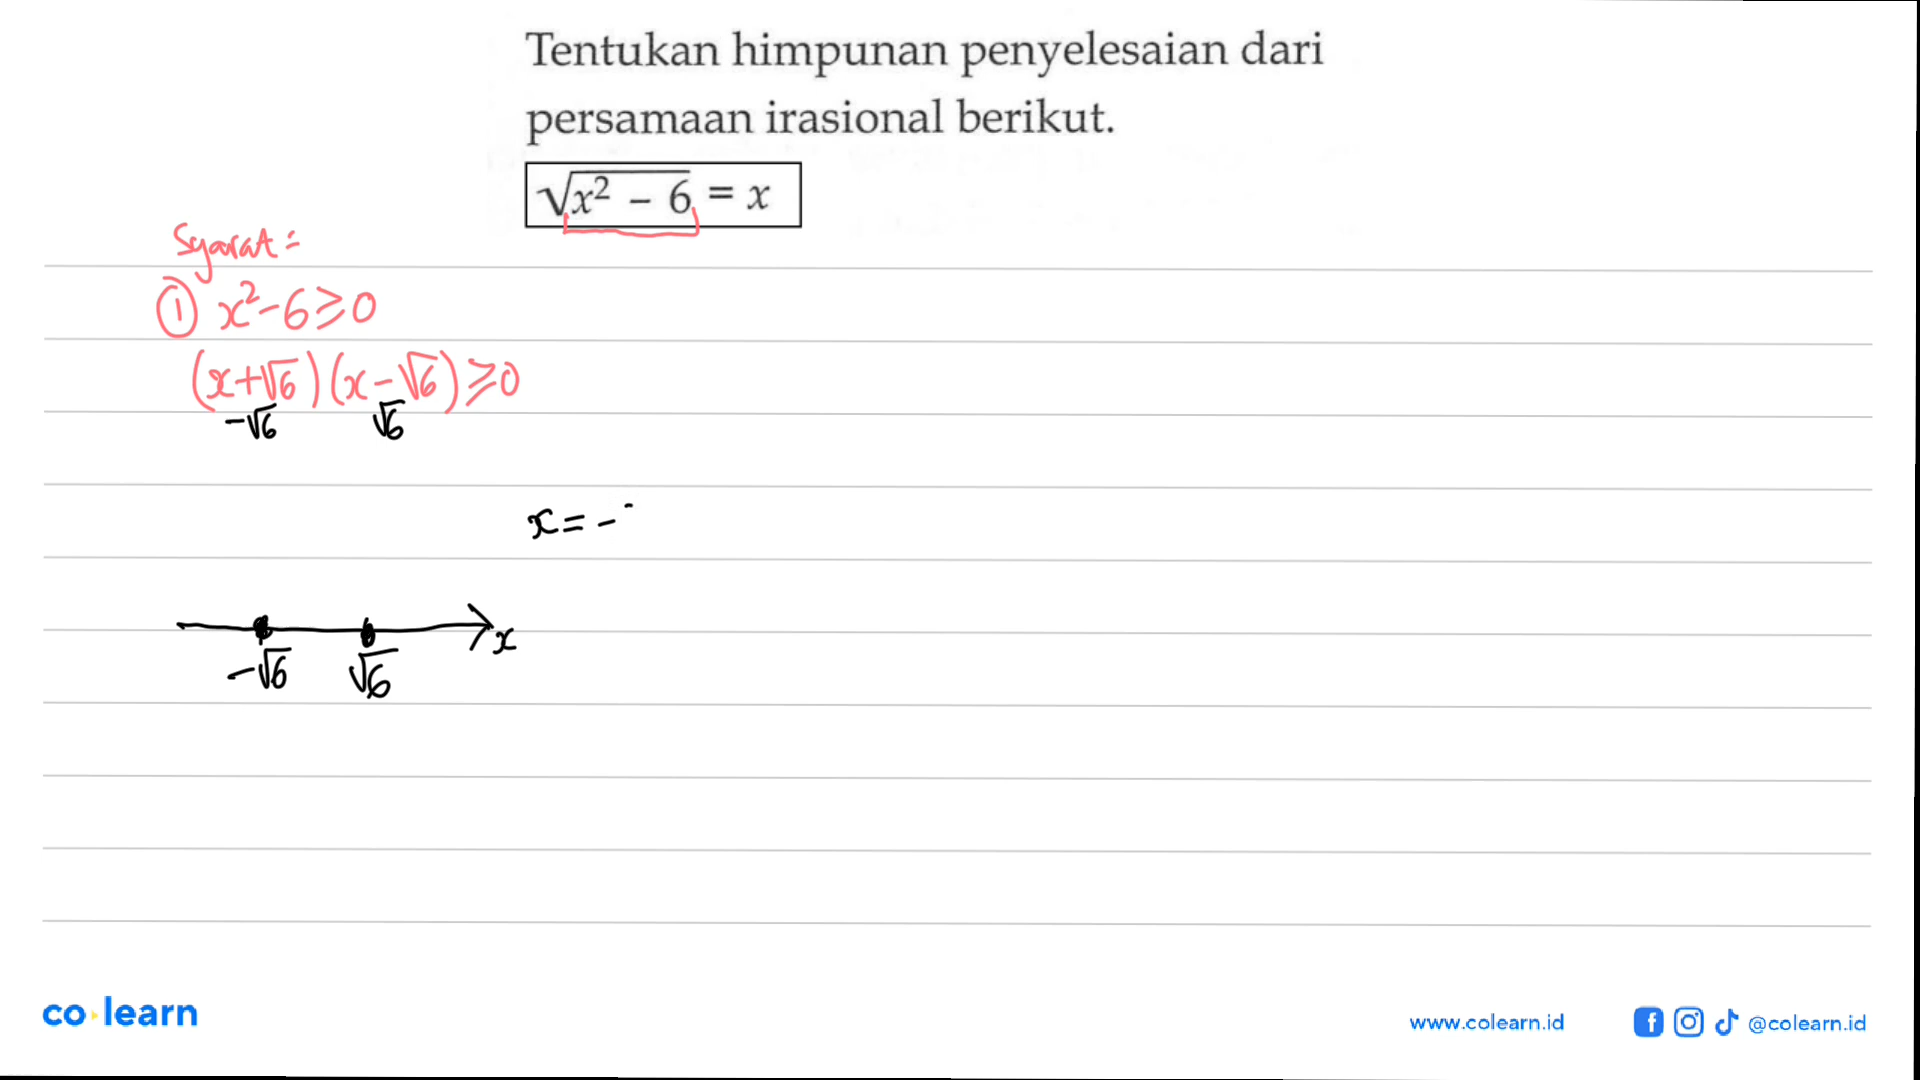 Tentukan himpunan penyelesaian dari
persamaan irasional berikut.
√(x² – 6) = x
Syarat =
① x² - 6 ≥ 0
(x+√6)(x-√6) ≥ 0
-√6 √6
x = -
x
-√6 √6
co learn
www.colearn.id @colearn.id